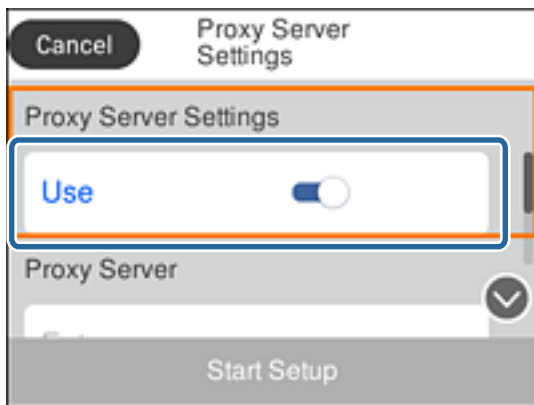 Cancel
Proxy Server
Settings
Proxy Server Settings
Use
Proxy Server
Start Setup